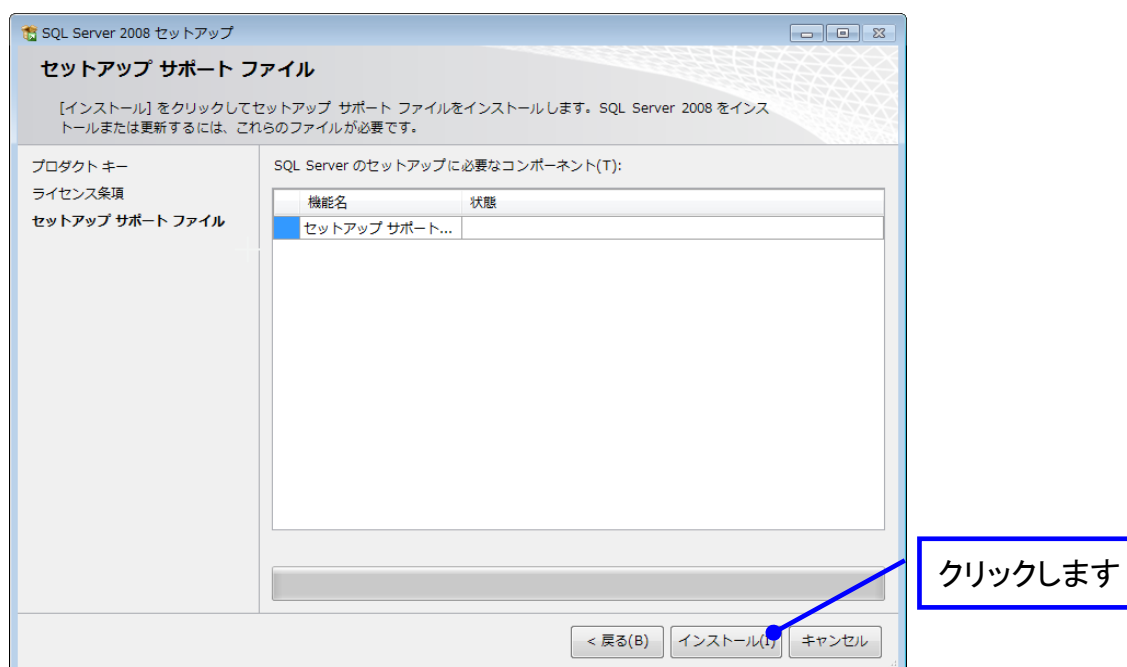 SQL Server 2008 セットアップ
セットアップ サポート ファイル
[インストール] をクリックしてセットアップ サポート ファイルをインストールします。SQL Server 2008 をインス
トールまたは更新するには、これらのファイルが必要です。
プロダクト キー
ライセンス条項
セットアップ サポート ファイル
SQL Server のセットアップに必要なコンポーネント(T):
機能名 状態
セットアップ サポート...
クリックします
< 戻る(B) インストール(I) キャンセル